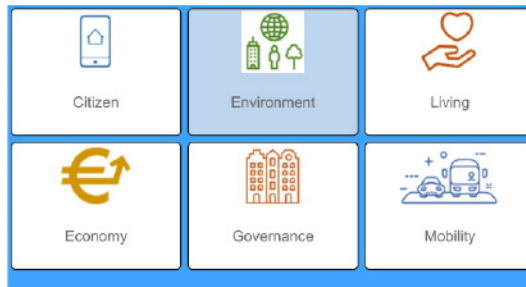 Citizen
Environment
Living
Economy
Governance
Mobility